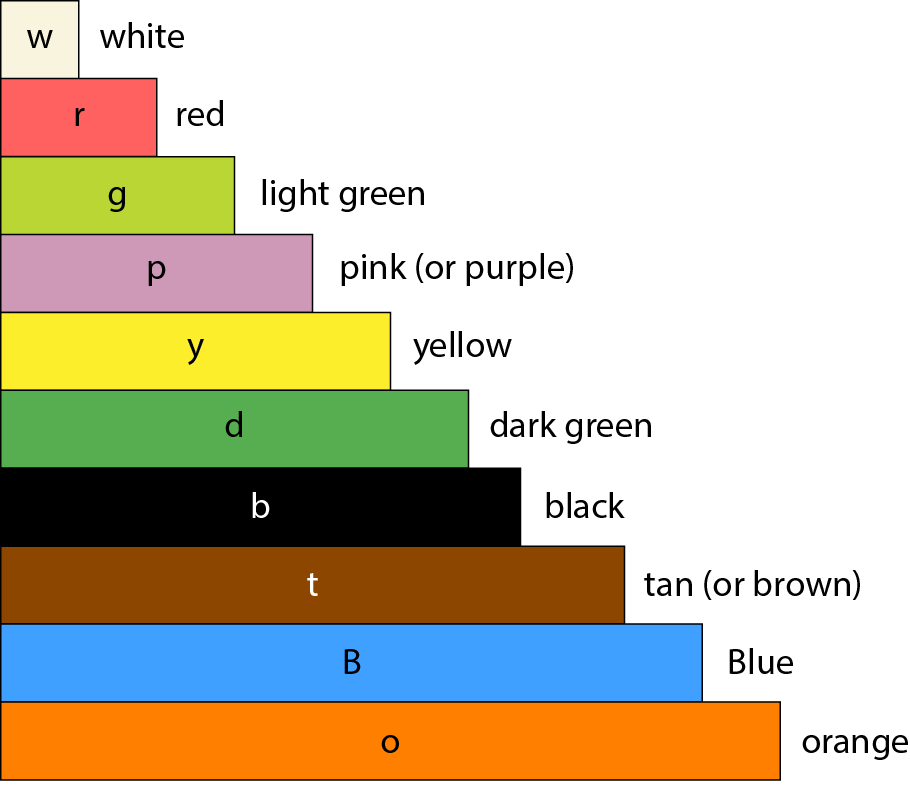 w white
r red
g light green
p pink (or purple)
y yellow
d dark green
b black
t tan (or brown)
B Blue
o orange